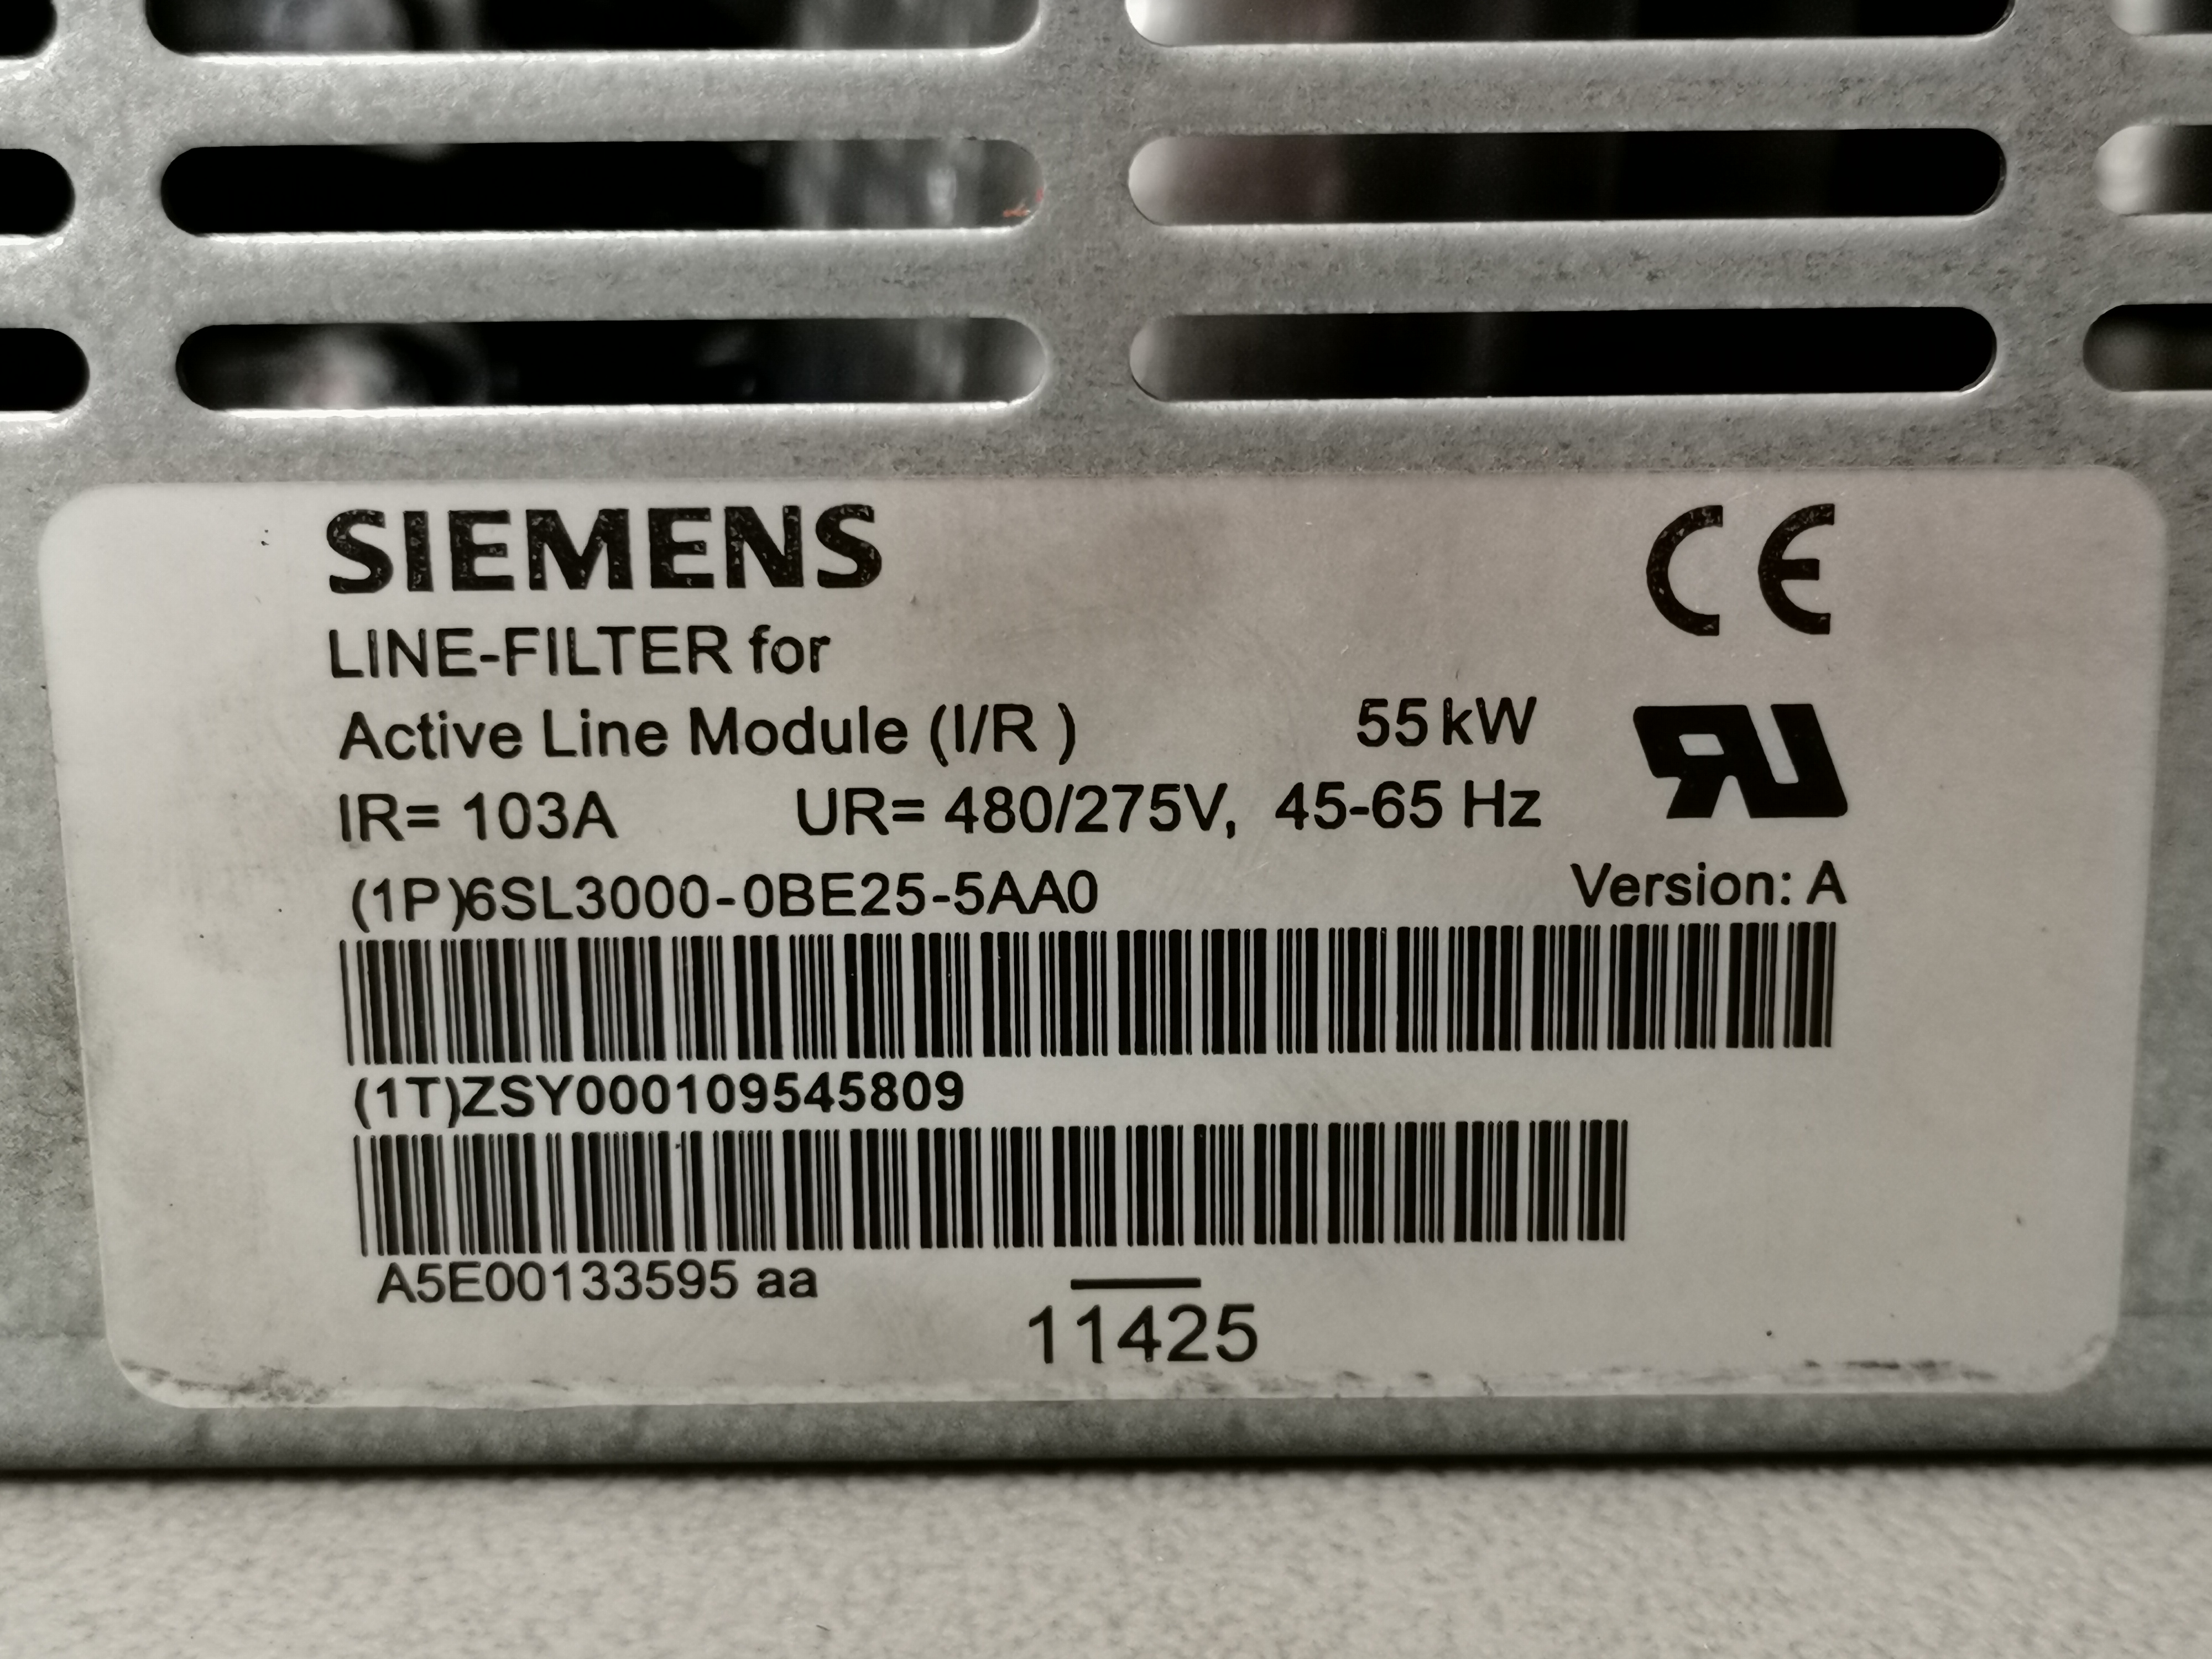 SIEMENS
CE
LINE-FILTER for
Active Line Module (I/R ) 55 kW
IR= 103A UR= 480/275V, 45-65 Hz
(1P)6SL3000-0BE25-5AA0 Version: A
(1T)ZSY000109545809
A5E00133595 aa
11425